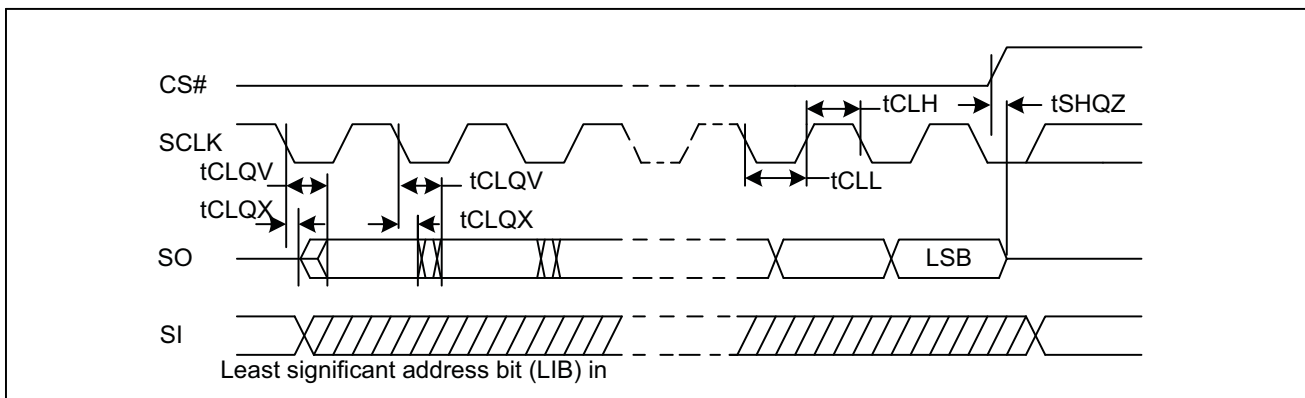 CS#
tCLH
tSHQZ
SCLK
tCLQV
tCLQV
tCLL
tCLQX
tCLQX
SO
LSB
SI
Least significant address bit (LIB) in